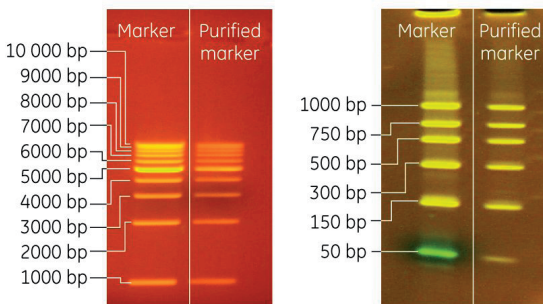 Marker
Purified
marker
10 000 bp
9000 bp
8000 bp
7000 bp
6000 bp
5000 bp
4000 bp
3000 bp
2000 bp
1000 bp
Marker
Purified
marker
1000 bp
750 bp
500 bp
300 bp
150 bp
50 bp